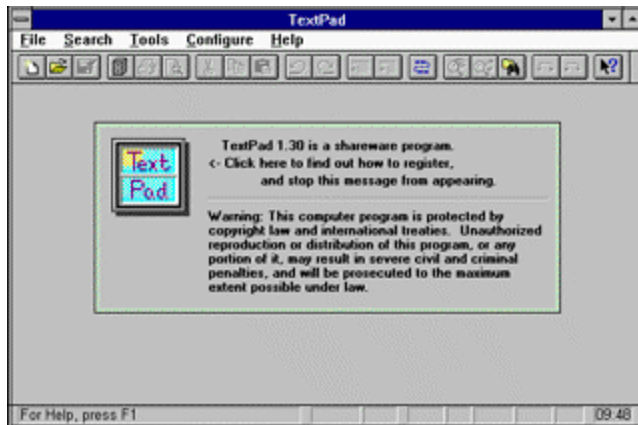 TextPad
File Search Tools Configure Help
Text
Pad
TextPad 1.30 is a shareware program.
<- Click here to find out how to register,
and stop this message from appearing.
Warning: This computer program is protected by
copyright law and international treaties. Unauthorized
reproduction or distribution of this program, or any
portion of it, may result in severe civil and criminal
penalties, and will be prosecuted to the maximum
extent possible under law.
For Help, press F1 09:48